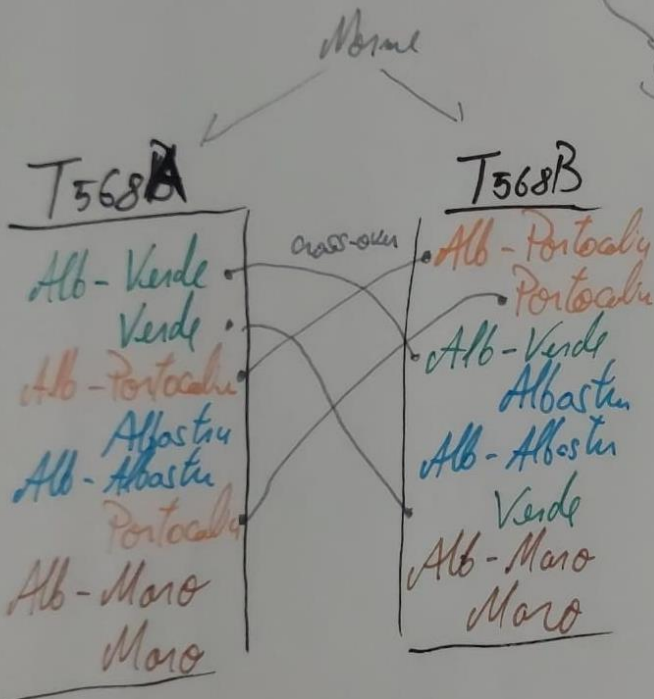 Norme
T568A
Alb-Verde
Verde
Alb-Portocaliu
Albastru
Alb-Albastru
Portocaliu
Alb-Maro
Maro
cross-over
T568B
Alb-Portocaliu
Portocaliu
Alb-Verde
Albastru
Alb-Albastru
Verde
Alb-Maro
Maro